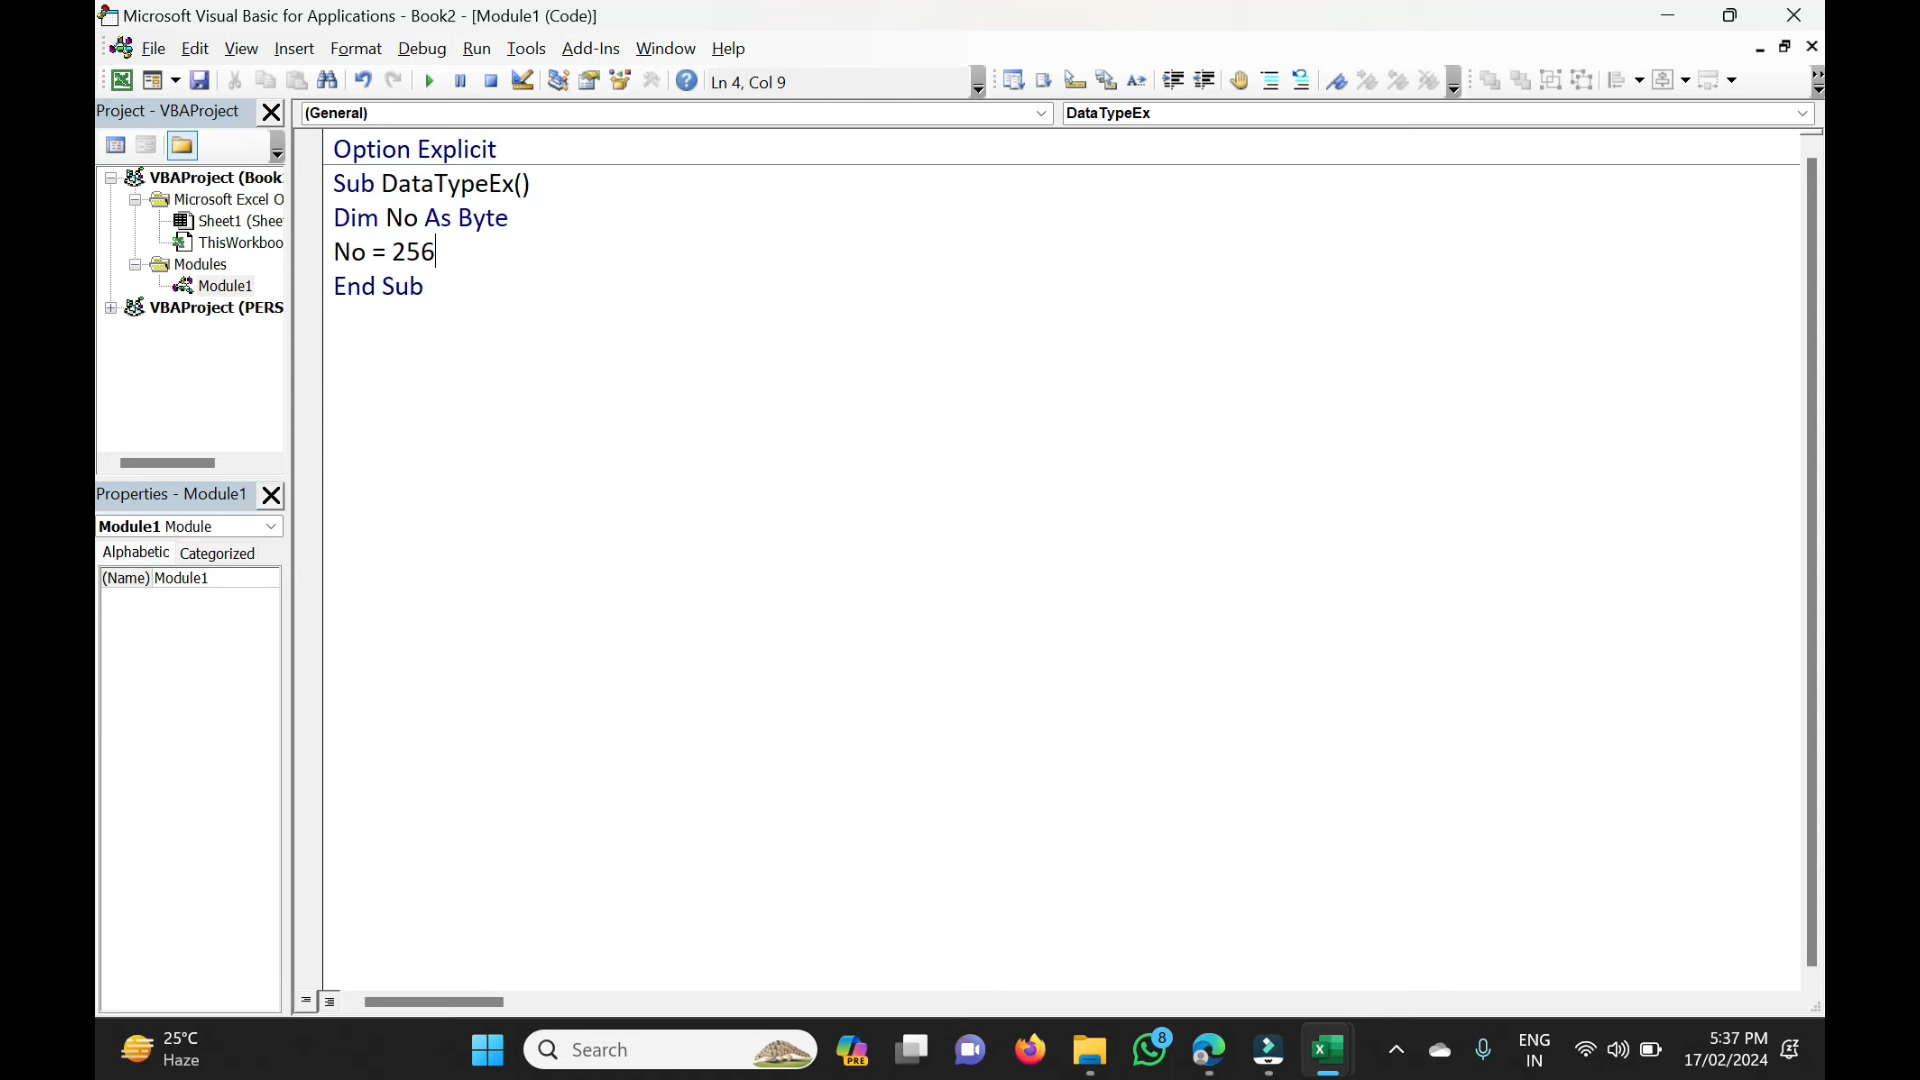 Microsoft Visual Basic for Applications - Book2 - [Module1 (Code)]
File Edit View Insert Format Debug Run Tools Add-Ins Window Help
Ln 4, Col 9
Project - VBAProject
(General)
DataTypeEx
VBAProject (Book
Microsoft Excel O
Sheet1 (Shee
ThisWorkboo
Modules
Module1
VBAProject (PERS
Option Explicit
Sub DataTypeEx()
Dim No As Byte
No = 256
End Sub
Properties - Module1
Module1 Module
Alphabetic Categorized
(Name) Module1
25°C
Haze
Search
PRE
8
ENG
IN
5:37 PM
17/02/2024